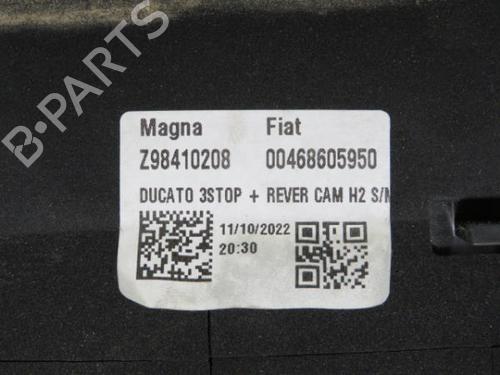 B-PARTS
Magna Fiat
Z98410208 00468605950
DUCATO 3STOP + REVER CAM H2 S/N
11/10/2022
20:30